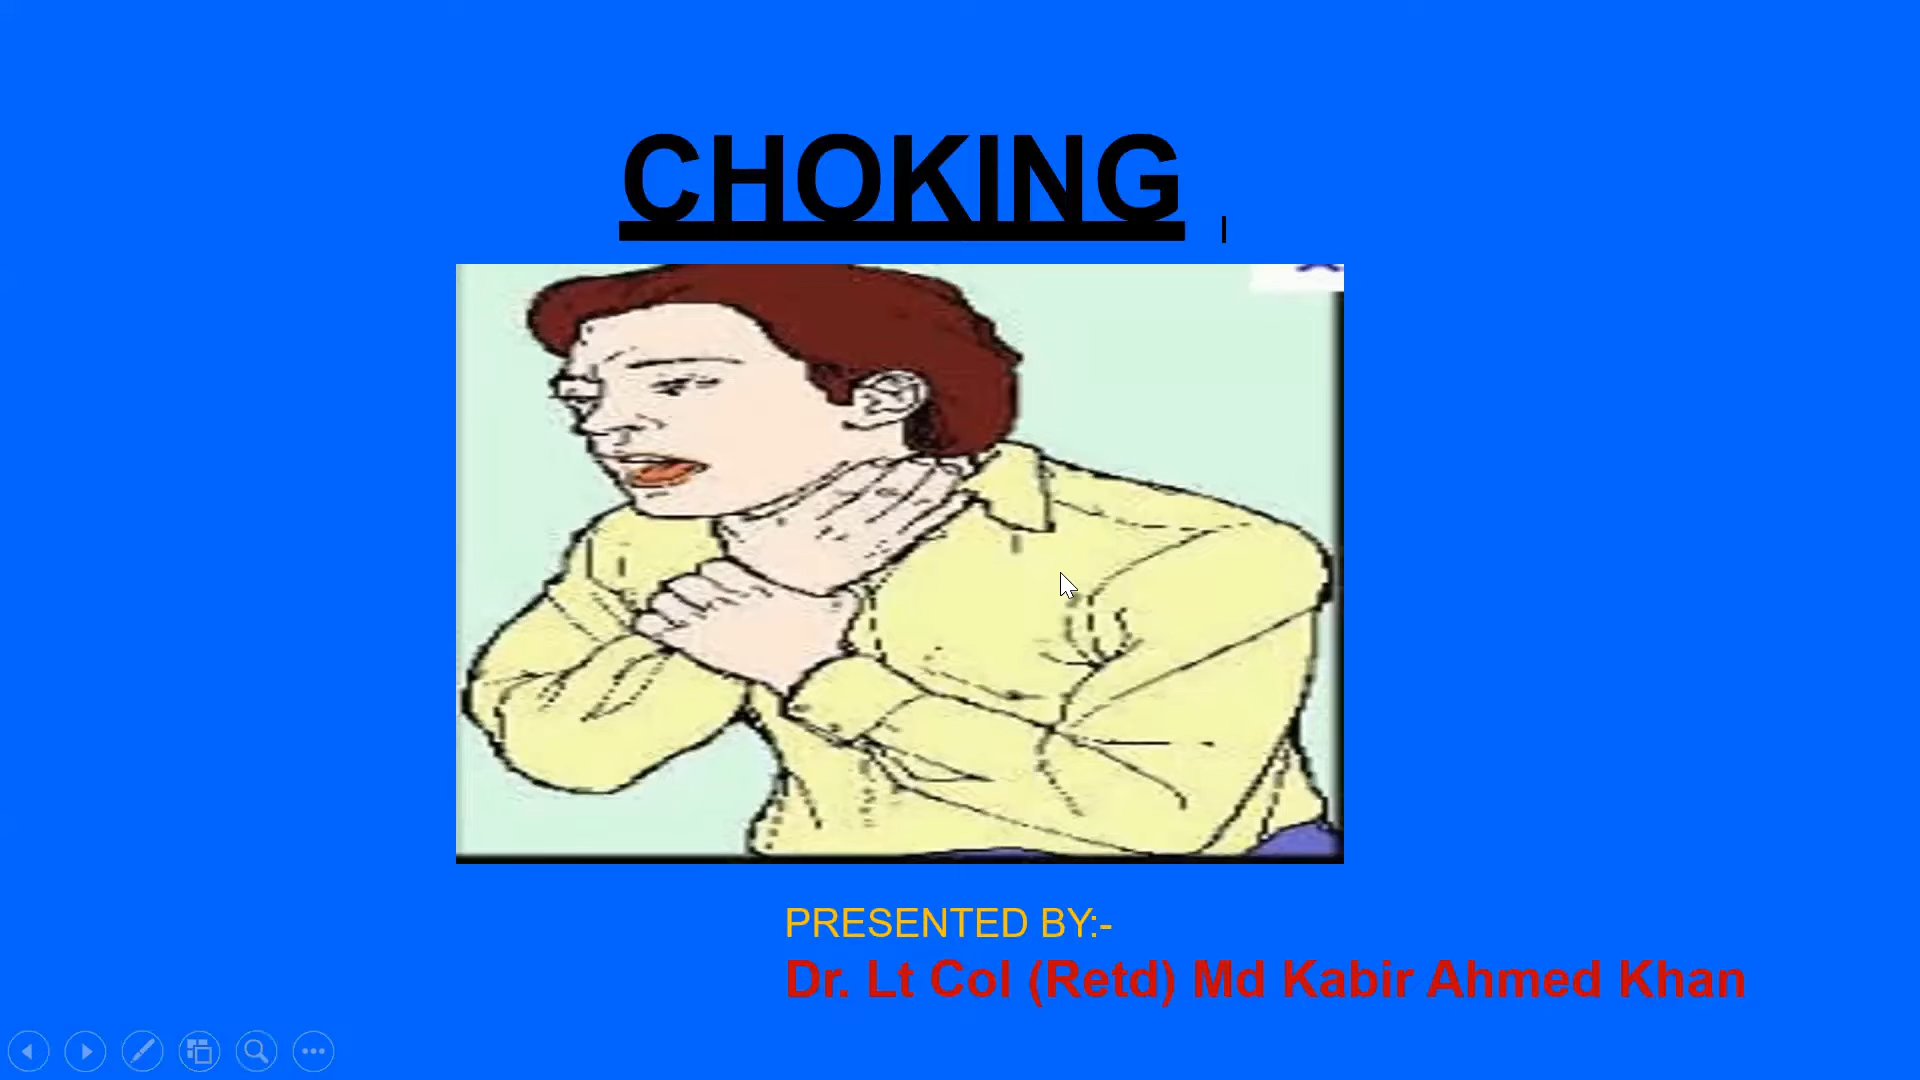 CHOKING
PRESENTED BY:-
Dr. Lt Col (Retd) Md Kabir Ahmed Khan